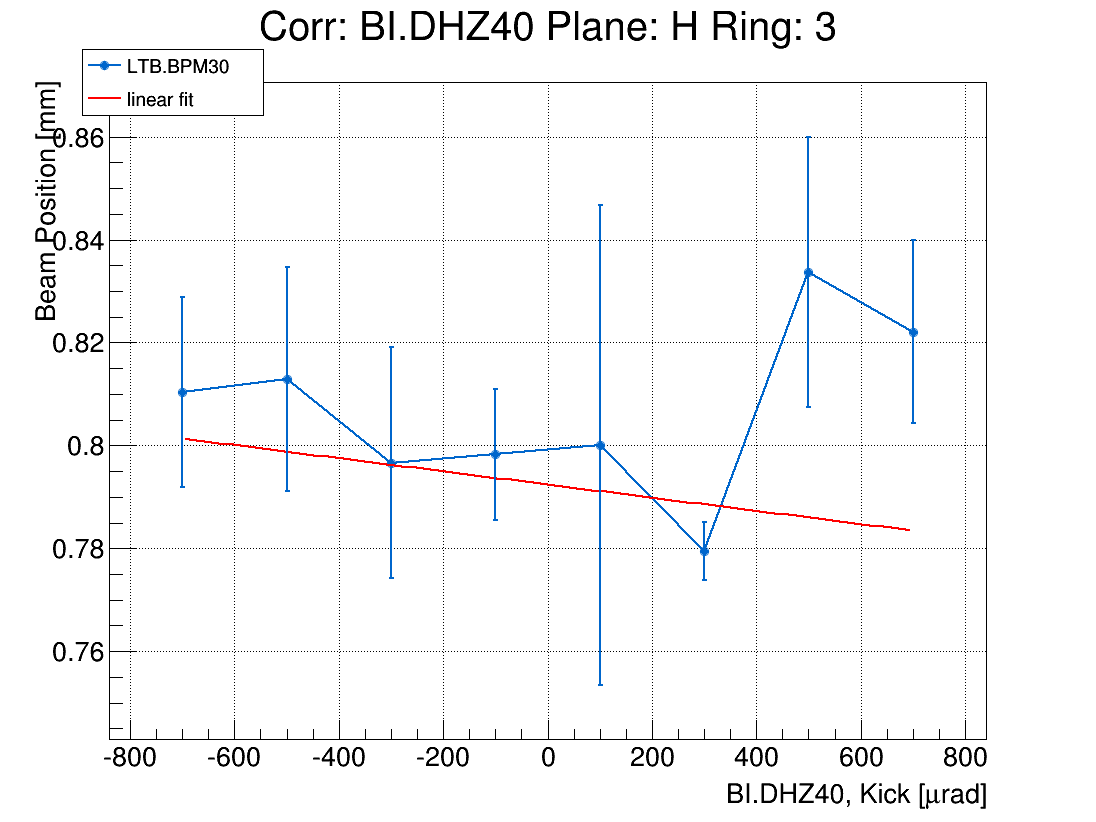 Corr: BI.DHZ40 Plane: H Ring: 3
LTB.BPM30
linear fit
Beam Position [mm]
0.86
0.84
0.82
0.8
0.78
0.76
-800 -600 -400 -200 0 200 400 600 800
BI.DHZ40, Kick [μrad]